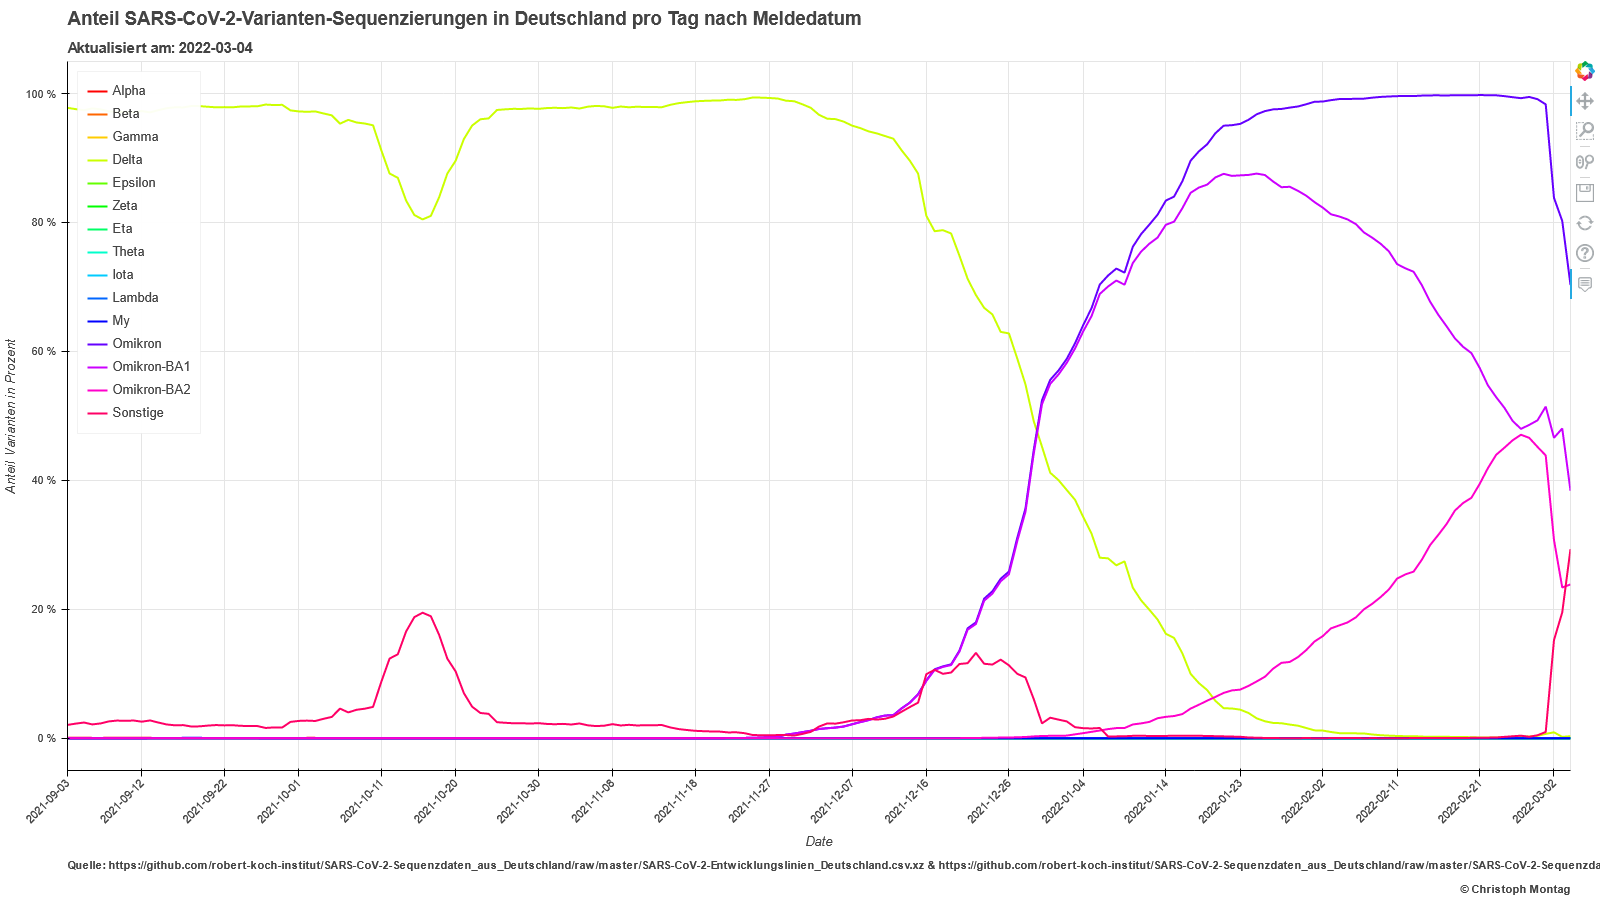 Anteil SARS-CoV-2-Varianten-Sequenzierungen in Deutschland pro Tag nach Meldedatum
Aktualisiert am: 2022-03-04
Alpha
Beta
Gamma
Delta
Epsilon
Zeta
Eta
Theta
Iota
Lambda
My
Omikron
Omikron-BA1
Omikron-BA2
Sonstige
100 %
80 %
60 %
40 %
20 %
0 %
Anteil Varianten in Prozent
2021-09-03
2021-09-12
2021-09-22
2021-10-01
2021-10-11
2021-10-20
2021-10-30
2021-11-08
2021-11-18
2021-11-27
2021-12-07
2021-12-16
2021-12-26
2022-01-04
2022-01-14
2022-01-23
2022-02-02
2022-02-11
2022-02-21
2022-03-02
Date
Quelle: https://github.com/robert-koch-institut/SARS-CoV-2-Sequenzdaten_aus_Deutschland/raw/master/SARS-CoV-2-Entwicklungslinien_Deutschland.csv.xz & https://github.com/robert-koch-institut/SARS-CoV-2-Sequenzdaten_aus_Deutschland/raw/master/SARS-CoV-2-Sequenzda
© Christoph Montag